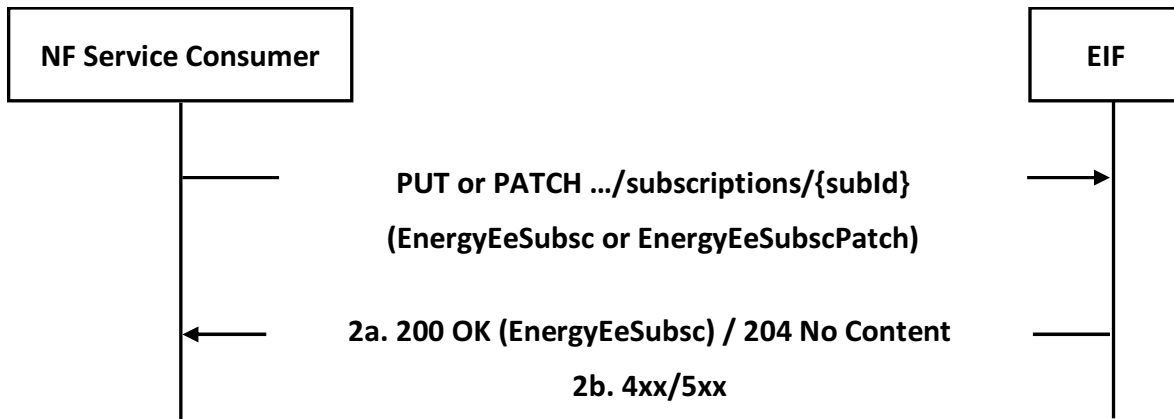 NF Service Consumer
EIF
PUT or PATCH …/subscriptions/{subId}
(EnergyEeSubsc or EnergyEeSubscPatch)
2a. 200 OK (EnergyEeSubsc) / 204 No Content
2b. 4xx/5xx